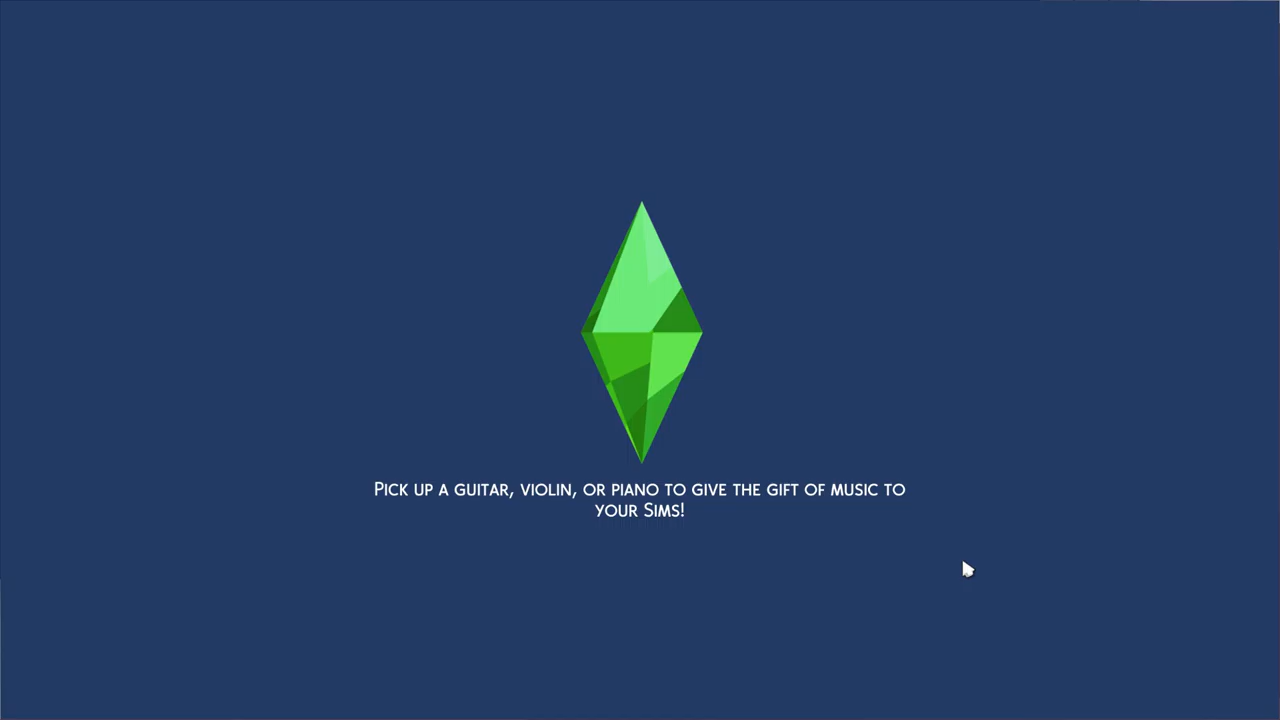 Pick up a guitar, violin, or piano to give the gift of music to
your Sims!